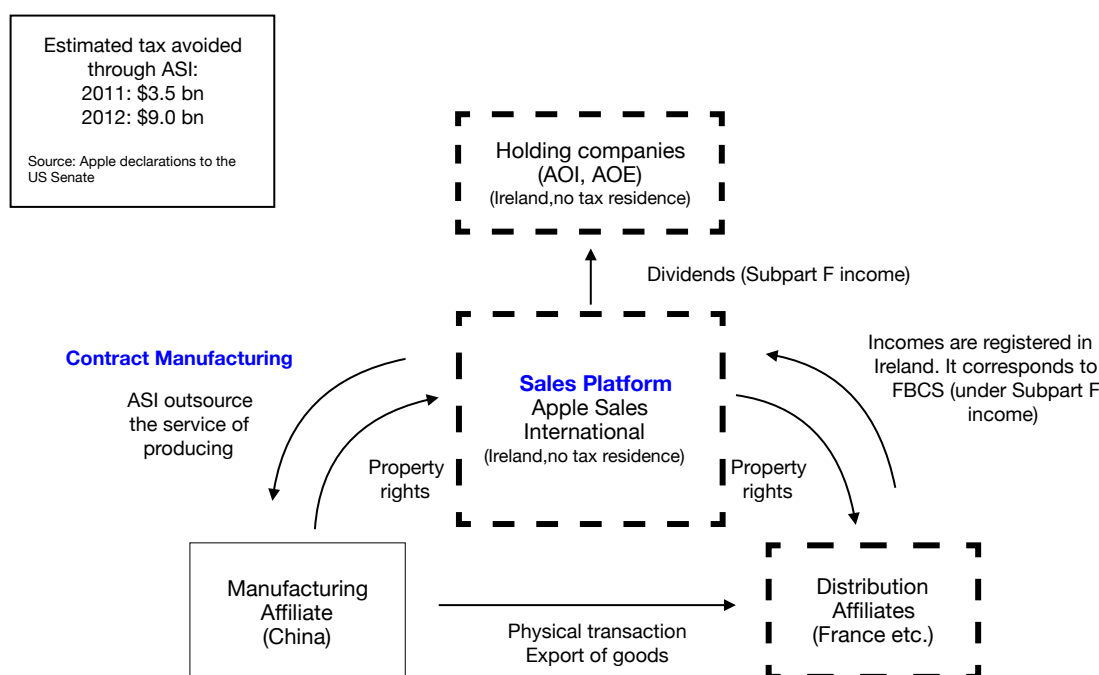 Estimated tax avoided
through ASI:
2011: $3.5 bn
2012: $9.0 bn
Source: Apple declarations to the
US Senate
Holding companies
(AOI, AOE)
(Ireland,no tax residence)
Dividends (Subpart F income)
Contract Manufacturing
ASI outsource
the service of
producing
Property
rights
Sales Platform
Apple Sales
International
(Ireland,no tax residence)
Property
rights
Incomes are registered in
Ireland. It corresponds to
FBCS (under Subpart F
income)
Manufacturing
Affiliate
(China)
Physical transaction
Export of goods
Distribution
Affiliates
(France etc.)